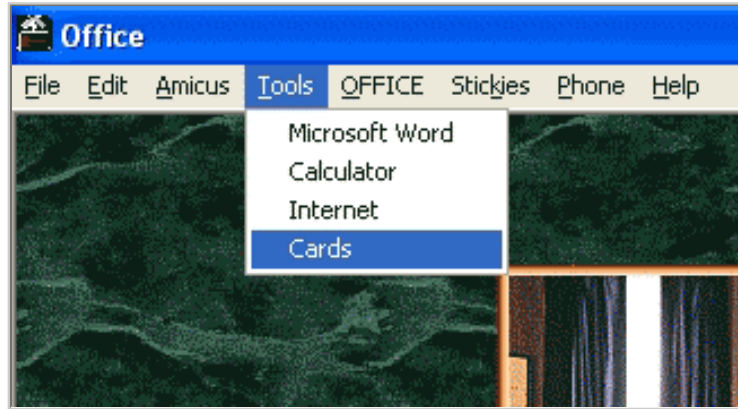 Office
File Edit Amicus Tools OFFICE Stickies Phone Help
Microsoft Word
Calculator
Internet
Cards